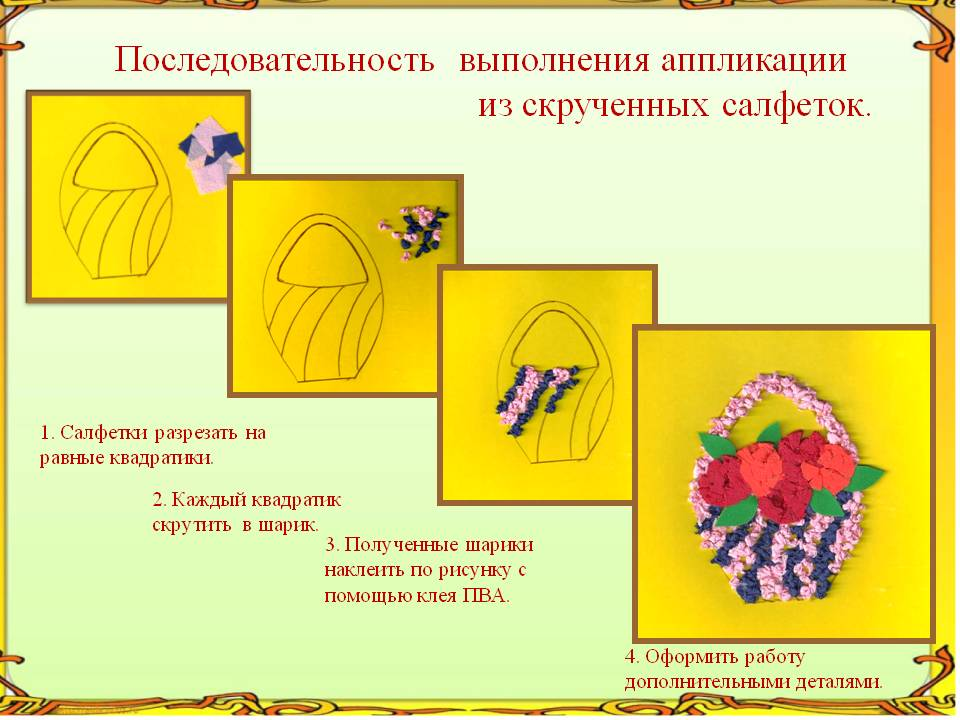 Последовательность выполнения аппликации
из скрученных салфеток.
1. Салфетки разрезать на
равные квадратики.
2. Каждый квадратик
скрутить в шарик.
3. Полученные шарики
наклеить по рисунку с
помощью клея ПВА.
4. Оформить работу
дополнительными деталями.